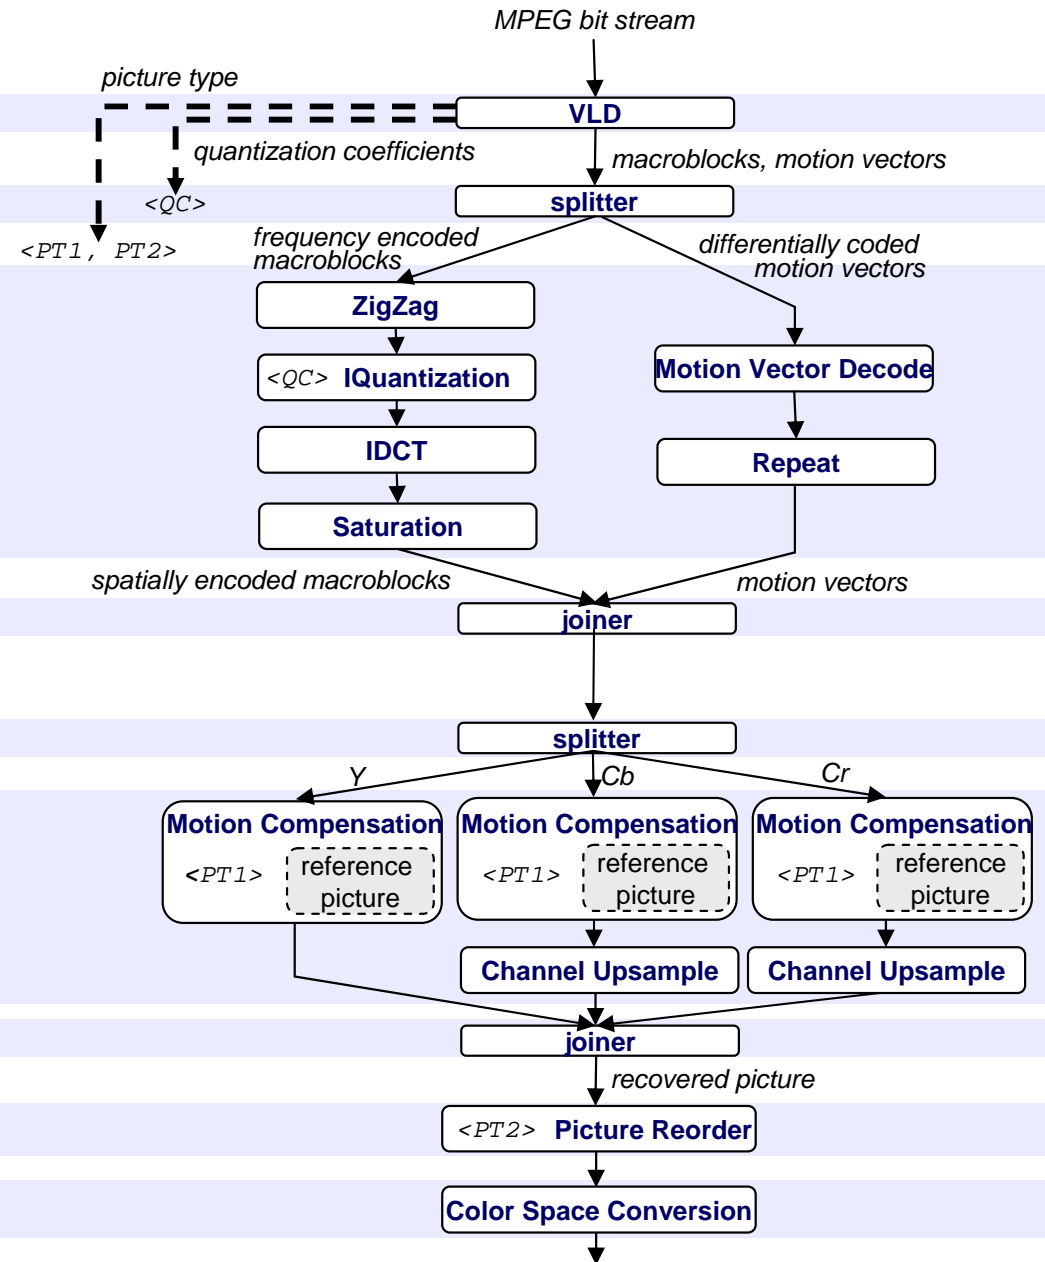 MPEG bit stream
picture type
VLD
quantization coefficients
macroblocks, motion vectors
<QC>
splitter
<PT1, PT2>
frequency encoded
macroblocks
differentially coded
motion vectors
ZigZag
<QC> IQuantization
Motion Vector Decode
IDCT
Repeat
Saturation
spatially encoded macroblocks
motion vectors
joiner
splitter
Y
Cb
Cr
Motion Compensation
<PT1>
reference
picture
Motion Compensation
<PT1>
reference
picture
Motion Compensation
<PT1>
reference
picture
Channel Upsample
Channel Upsample
joiner
recovered picture
<PT2> Picture Reorder
Color Space Conversion